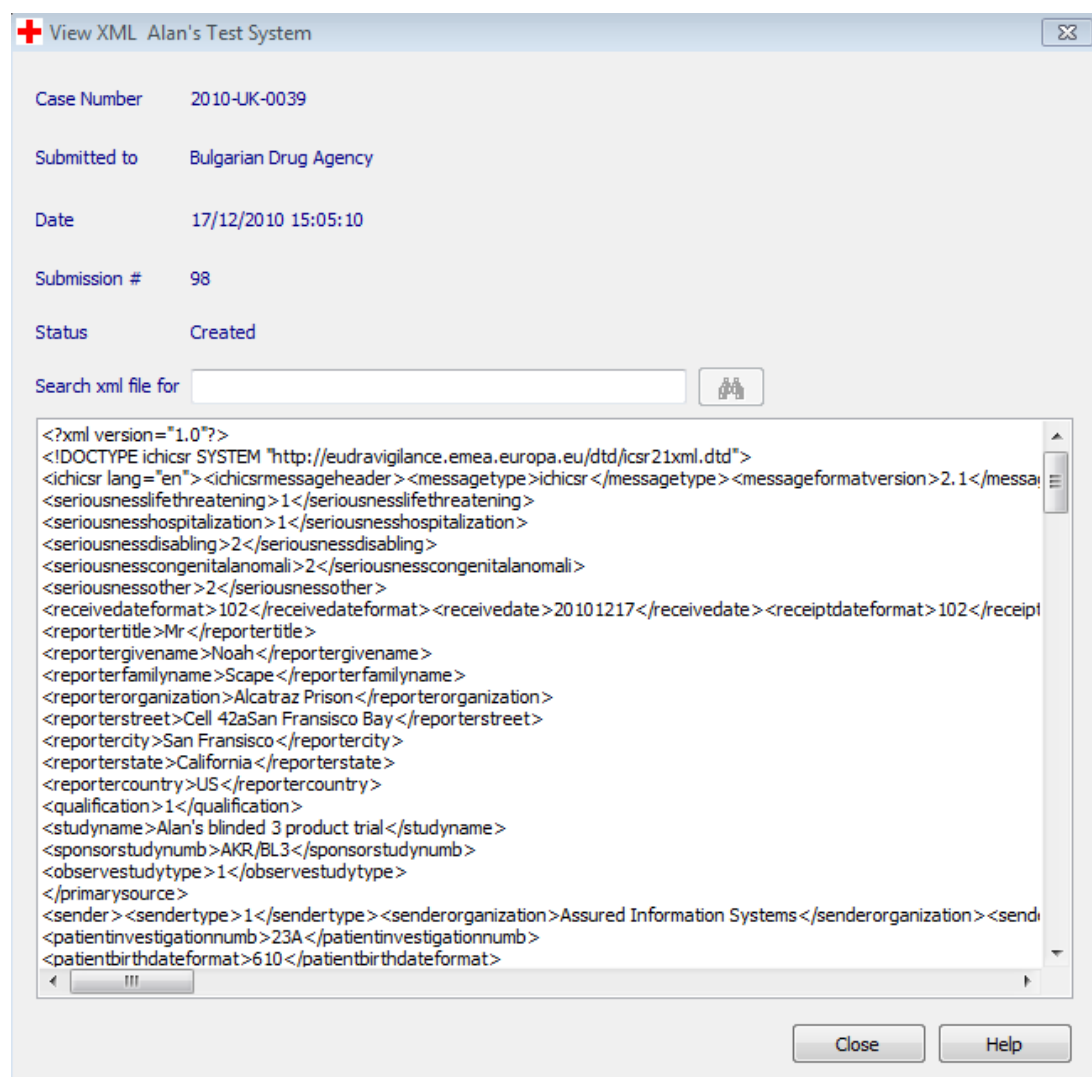 View XML Alan's Test System
Case Number 2010-UK-0039
Submitted to Bulgarian Drug Agency
Date 17/12/2010 15:05:10
Submission # 98
Status Created
Search xml file for
<?xml version="1.0"?>
<!DOCTYPE ichicsr SYSTEM "http://eudravigilance.emea.europa.eu/dtd/icsr21xml.dtd">
<ichicsr lang="en"><ichicsrmessageheader><messagetype>ichicsr</messagetype><messageformatversion>2.1</messa
<seriousnesslifethreatening>1</seriousnesslifethreatening>
<seriousnesshospitalization>1</seriousnesshospitalization>
<seriousnessdisabling>2</seriousnessdisabling>
<seriousnesscongenitalanomali>2</seriousnesscongenitalanomali>
<seriousnessother>2</seriousnessother>
<receivedateformat>102</receivedateformat><receivedate>20101217</receivedate><receiptdateformat>102</receipt
<reportertitle>Mr</reportertitle>
<reportergivename>Noah</reportergivename>
<reporterfamilyname>Scape</reporterfamilyname>
<reporterorganization>Alcatraz Prison</reporterorganization>
<reporterstreet>Cell 42aSan Fransisco Bay</reporterstreet>
<reportercity>San Fransisco</reportercity>
<reporterstate>California</reporterstate>
<reportercountry>US</reportercountry>
<qualification>1</qualification>
<studyname>Alan's blinded 3 product trial</studyname>
<sponsorstudynumb>AKR/BL3</sponsorstudynumb>
<observestudytype>1</observestudytype>
</primarysource>
<sender><sendertype>1</sendertype><senderorganization>Assured Information Systems</senderorganization><send
<patientinvestigationnumb>23A</patientinvestigationnumb>
<patientbirthdateformat>610</patientbirthdateformat>
Close Help